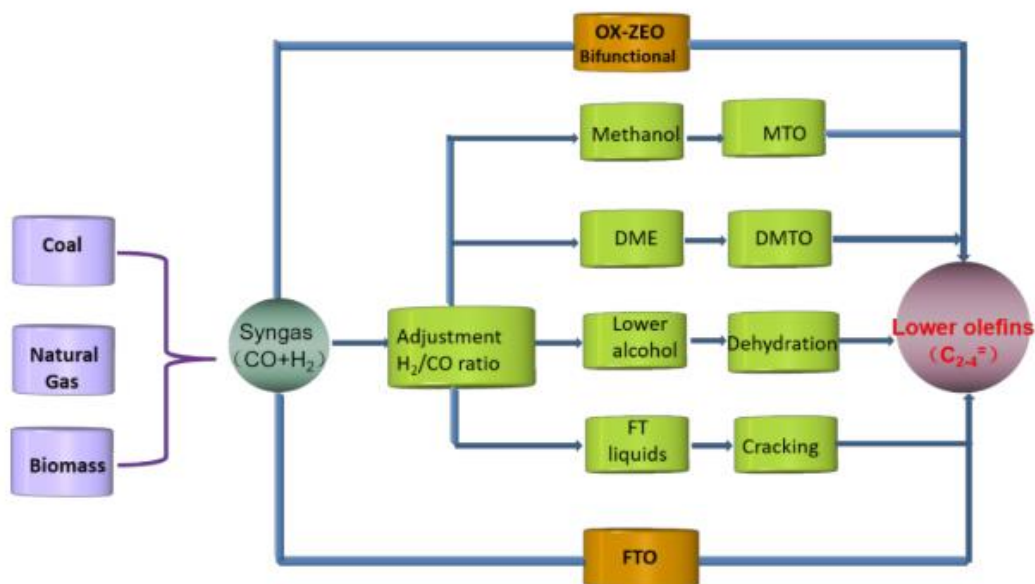 OX-ZEO
Bifunctional
Methanol
MTO
Coal
DME
DMTO
Natural
Gas
Syngas
(CO+H₂)
Adjustment
H₂/CO ratio
Lower
alcohol
Dehydration
Lower olefins
(C₂₋₄⁼)
Biomass
FT
liquids
Cracking
FTO